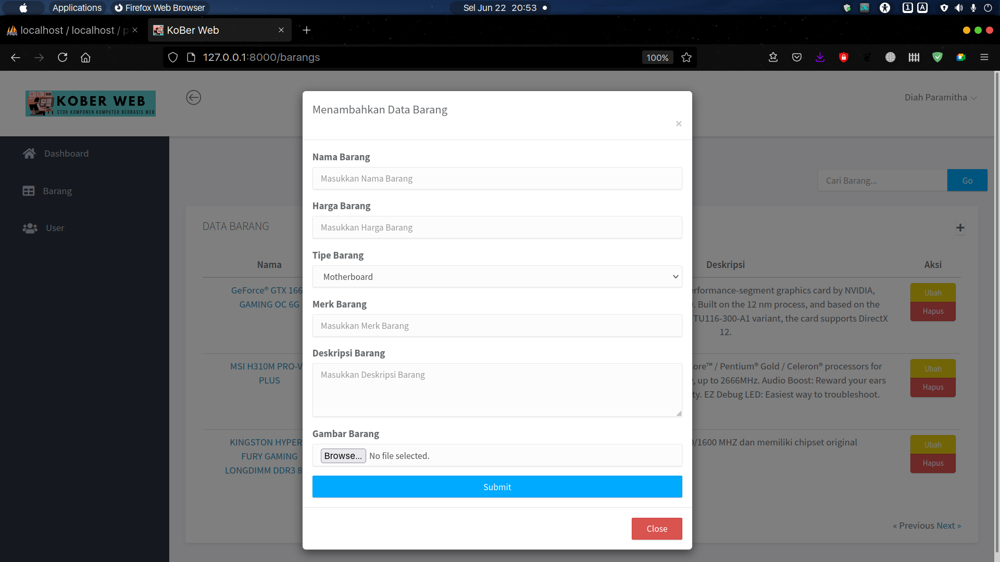 Applications
Firefox Web Browser
Sel Jun 22 20:53
1
A
localhost / localhost / p
KoBer Web
127.0.0.1:8000/barangs
100%
KOBER WEB
STOK KOMPONEN KOMPUTER BERBASIS WEB
Diah Paramitha
Dashboard
Barang
User
Cari Barang...
Go
DATA BARANG
+
Nama
Deskripsi
Aksi
GeForce® GTX 166
GAMING OC 6G
rformance-segment graphics card by NVIDIA,
. Built on the 12 nm process, and based on the
TU116-300-A1 variant, the card supports DirectX
12.
Ubah
Hapus
MSI H310M PRO-V
PLUS
ore™ / Pentium® Gold / Celeron® processors for
, up to 2666MHz. Audio Boost: Reward your ears
ty. EZ Debug LED: Easiest way to troubleshoot.
Ubah
Hapus
KINGSTON HYPER
FURY GAMING
LONGDIMM DDR3 8
0/1600 MHZ dan memiliki chipset original
Ubah
Hapus
« Previous Next »
Menambahkan Data Barang
×
Nama Barang
Masukkan Nama Barang
Harga Barang
Masukkan Harga Barang
Tipe Barang
Motherboard
Merk Barang
Masukkan Merk Barang
Deskripsi Barang
Masukkan Deskripsi Barang
Gambar Barang
Browse... No file selected.
Submit
Close